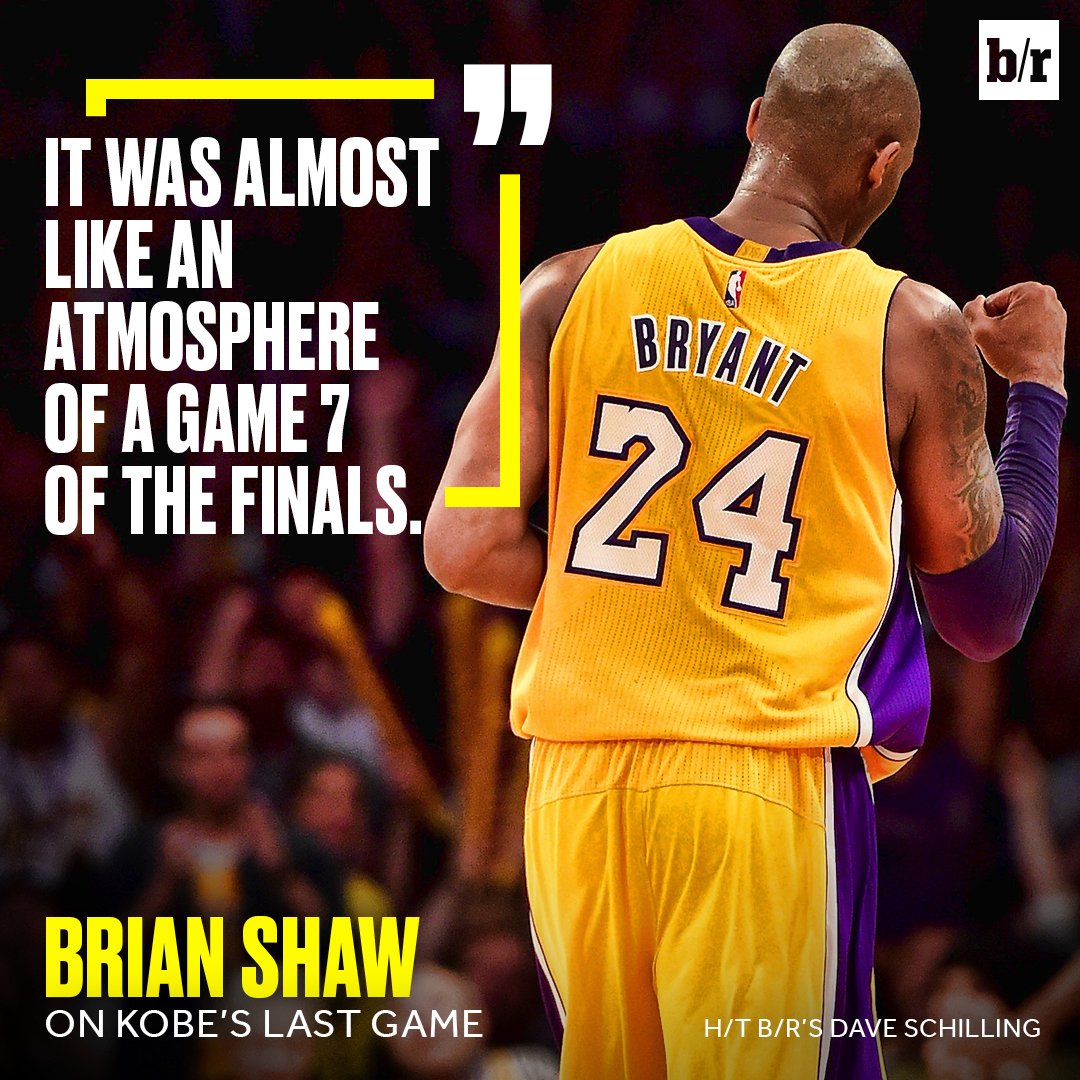 b/r
”
IT WAS ALMOST
LIKE AN
ATMOSPHERE
OF A GAME 7
OF THE FINALS.
BRYANT
24
BRIAN SHAW
ON KOBE'S LAST GAME
H/T B/R'S DAVE SCHILLING